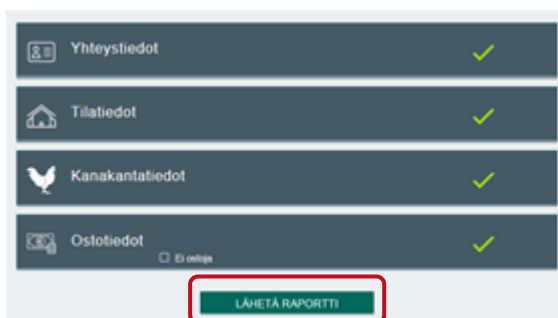 Yhteystiedot
Tilatiedot
Kanakantatiedot
Ostotiedot
Ei ostoja
LÄHETÄ RAPORTTI